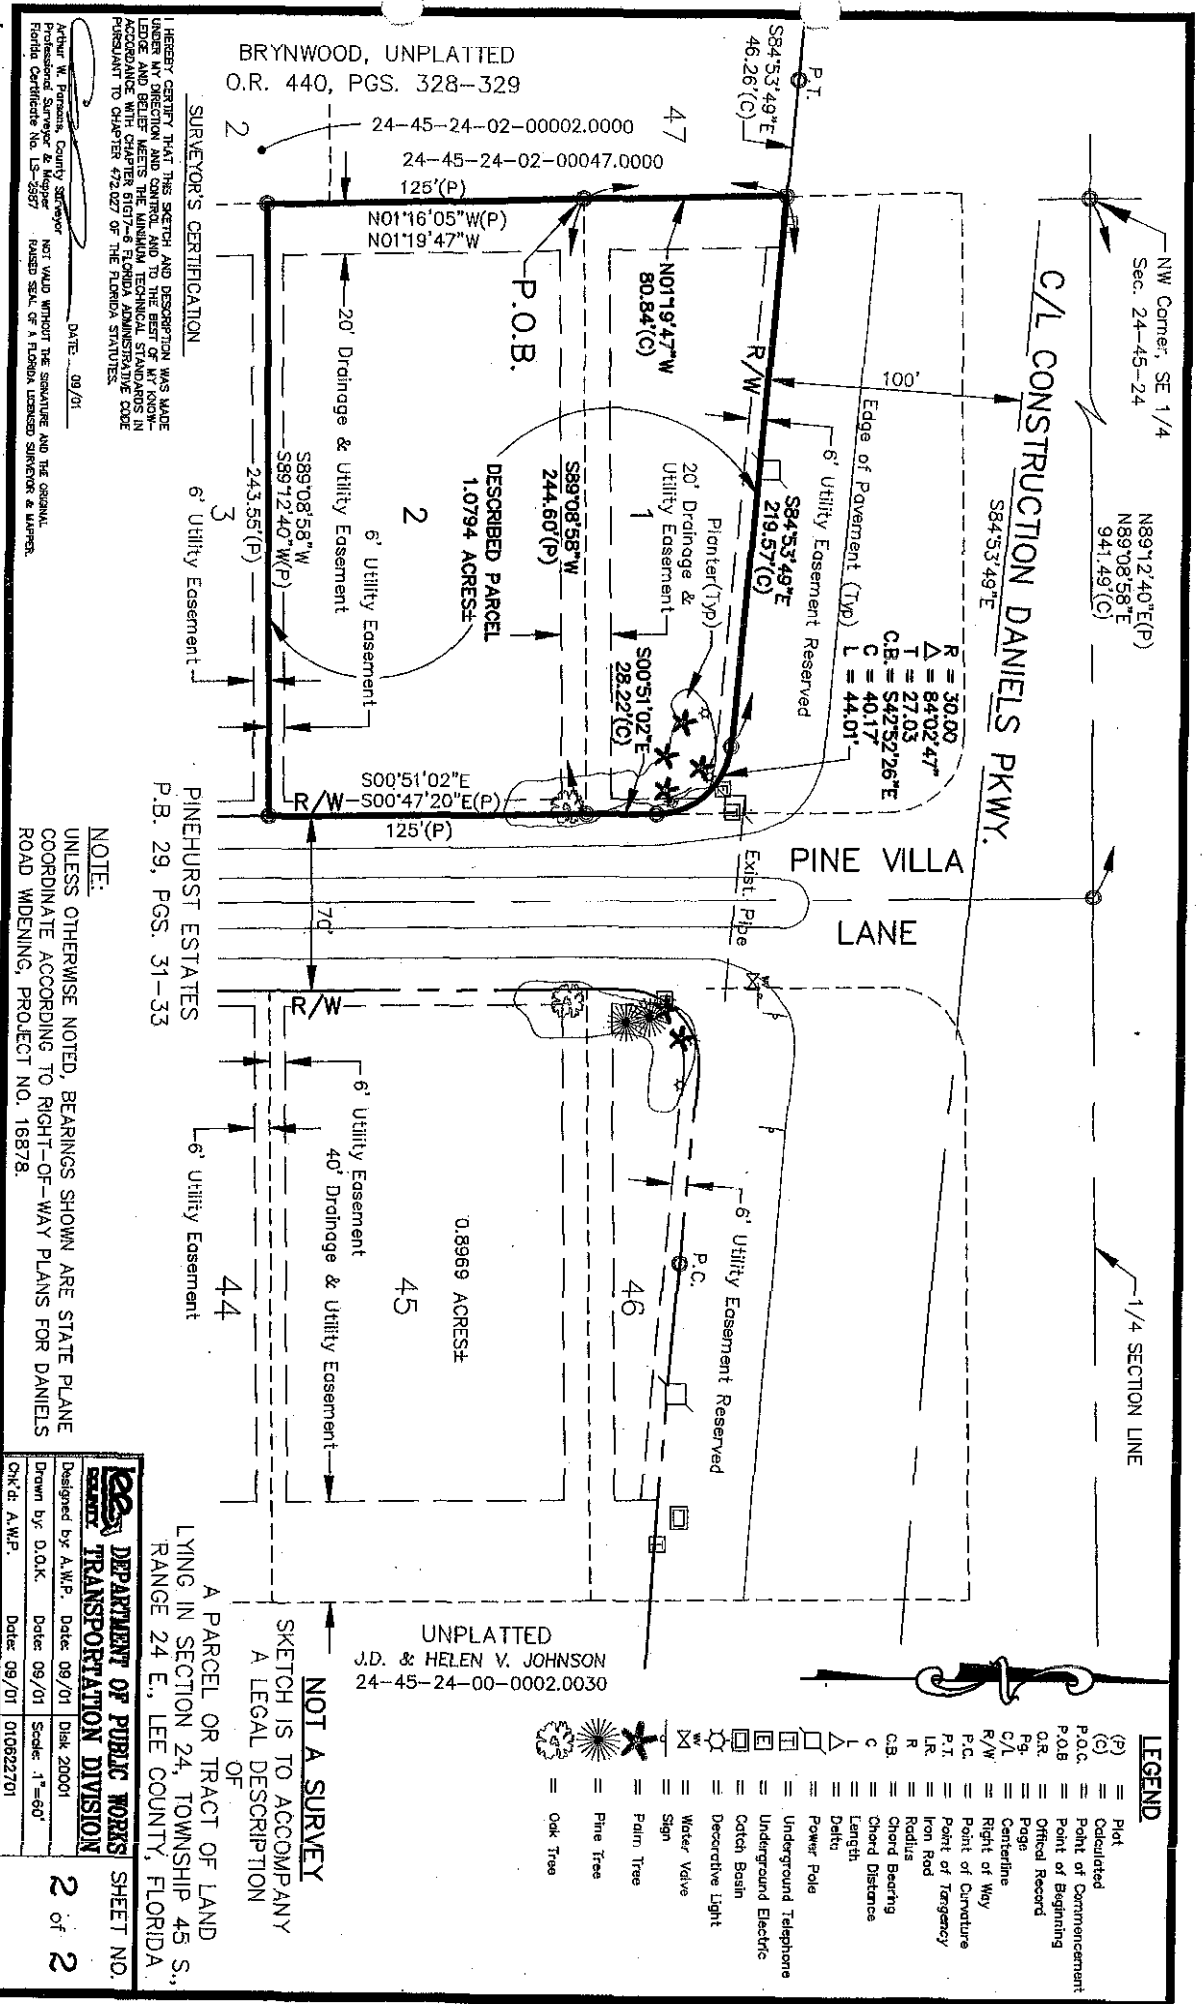 NW Corner, SE 1/4
Sec. 24-45-24
N89°12'40"E(P)
N89°08'58"E
941.49'(C)
1/4 SECTION LINE
C/L CONSTRUCTION DANIELS PKWY.
S84°53'49"E
P.T.
S84°53'49"E
46.26'(C)
100'
Edge of Pavement (Typ)
6' Utility Easement Reserved
R/W
S84°53'49"E
219.57'(C)
R = 30.00
Δ = 84°02'47"
T = 27.03
C.B. = S42°52'26"E
C = 40.17'
L = 44.01'
PINE VILLA
LANE
Exist. Pipe
BRYNWOOD, UNPLATTED
O.R. 440, PGS. 328-329
47
24-45-24-02-00002.0000
24-45-24-02-00047.0000
2
125'(P)
N01°16'05"W(P)
N01°19'47"W
N01°19'47"W
80.84'(C)
P.O.B.
20' Drainage &
Utility Easement
Planter(Typ)
1
S89°08'58"W
244.60'(P)
S00°51'02"E
28.22'(C)
DESCRIBED PARCEL
1.0794 ACRES±
2
20' Drainage & Utility Easement
6' Utility Easement
S89°08'58"W
S89°12'40"W(P)
243.55'(P)
3
6' Utility Easement
S00°51'02"E
R/W
S00°47'20"E(P)
125'(P)
70'
R/W
PINEHURST ESTATES
P.B. 29, PGS. 31-33
6' Utility Easement
40' Drainage & Utility Easement
6' Utility Easement
44
45
0.8969 ACRES±
46
P.C.
6' Utility Easement Reserved
UNPLATTED
J.D. & HELEN V. JOHNSON
24-45-24-00-0002.0030
SURVEYOR'S CERTIFICATION
I HEREBY CERTIFY THAT THIS SKETCH AND DESCRIPTION WAS MADE
UNDER MY DIRECTION AND CONTROL AND TO THE BEST OF MY KNOW-
LEDGE AND BELIEF MEETS THE MINIMUM TECHNICAL STANDARDS IN
ACCORDANCE WITH CHAPTER 61G17-6 FLORIDA ADMINISTRATIVE CODE
PURSUANT TO CHAPTER 472.027 OF THE FLORIDA STATUTES.
DATE: 09/01
Arthur W. Parsons, County Surveyor
Professional Surveyor & Mapper
Florida Certificate No. LS-
NOT VALID WITHOUT THE SIGNATURE AND THE ORIGINAL
RAISED SEAL OF A FLORIDA LICENSED SURVEYOR & MAPPER.
NOTE:
UNLESS OTHERWISE NOTED, BEARINGS SHOWN ARE STATE PLANE
COORDINATE ACCORDING TO RIGHT-OF-WAY PLANS FOR DANIELS
ROAD WIDENING, PROJECT NO. 16878.
LEGEND
(P) = Plat
(C) = Calculated
P.O.C. = Point of Commencement
P.O.B = Point of Beginning
O.R. = Offical Record
Pg. = Page
C/L = Centerline
R/W = Right of Way
P.C. = Point of Curvature
P.T. = Point of Tangency
I.R. = Iron Rod
R = Radius
C.B. = Chord Bearing
C = Chord Distance
L = Length
Δ = Delta
= Power Pole
T = Underground Telephone
E = Underground Electric
= Catch Basin
= Decorative Light
W = Water Valve
= Sign
= Palm Tree
= Pine Tree
= Oak Tree
NOT A SURVEY
SKETCH IS TO ACCOMPANY
A LEGAL DESCRIPTION
OF
A PARCEL OR TRACT OF LAND
LYING IN SECTION 24, TOWNSHIP 45 S.,
RANGE 24 E., LEE COUNTY, FLORIDA
lee COUNTY
DEPARTMENT OF PUBLIC WORKS
TRANSPORTATION DIVISION
SHEET NO.
2 of 2
Designed by: A.W.P. Date: 09/01 Disk 20001
Drawn by: D.O.K. Date: 09/01 Scale: 1"=60'
Chk'd: A.W.P. Date: 09/01 01062701